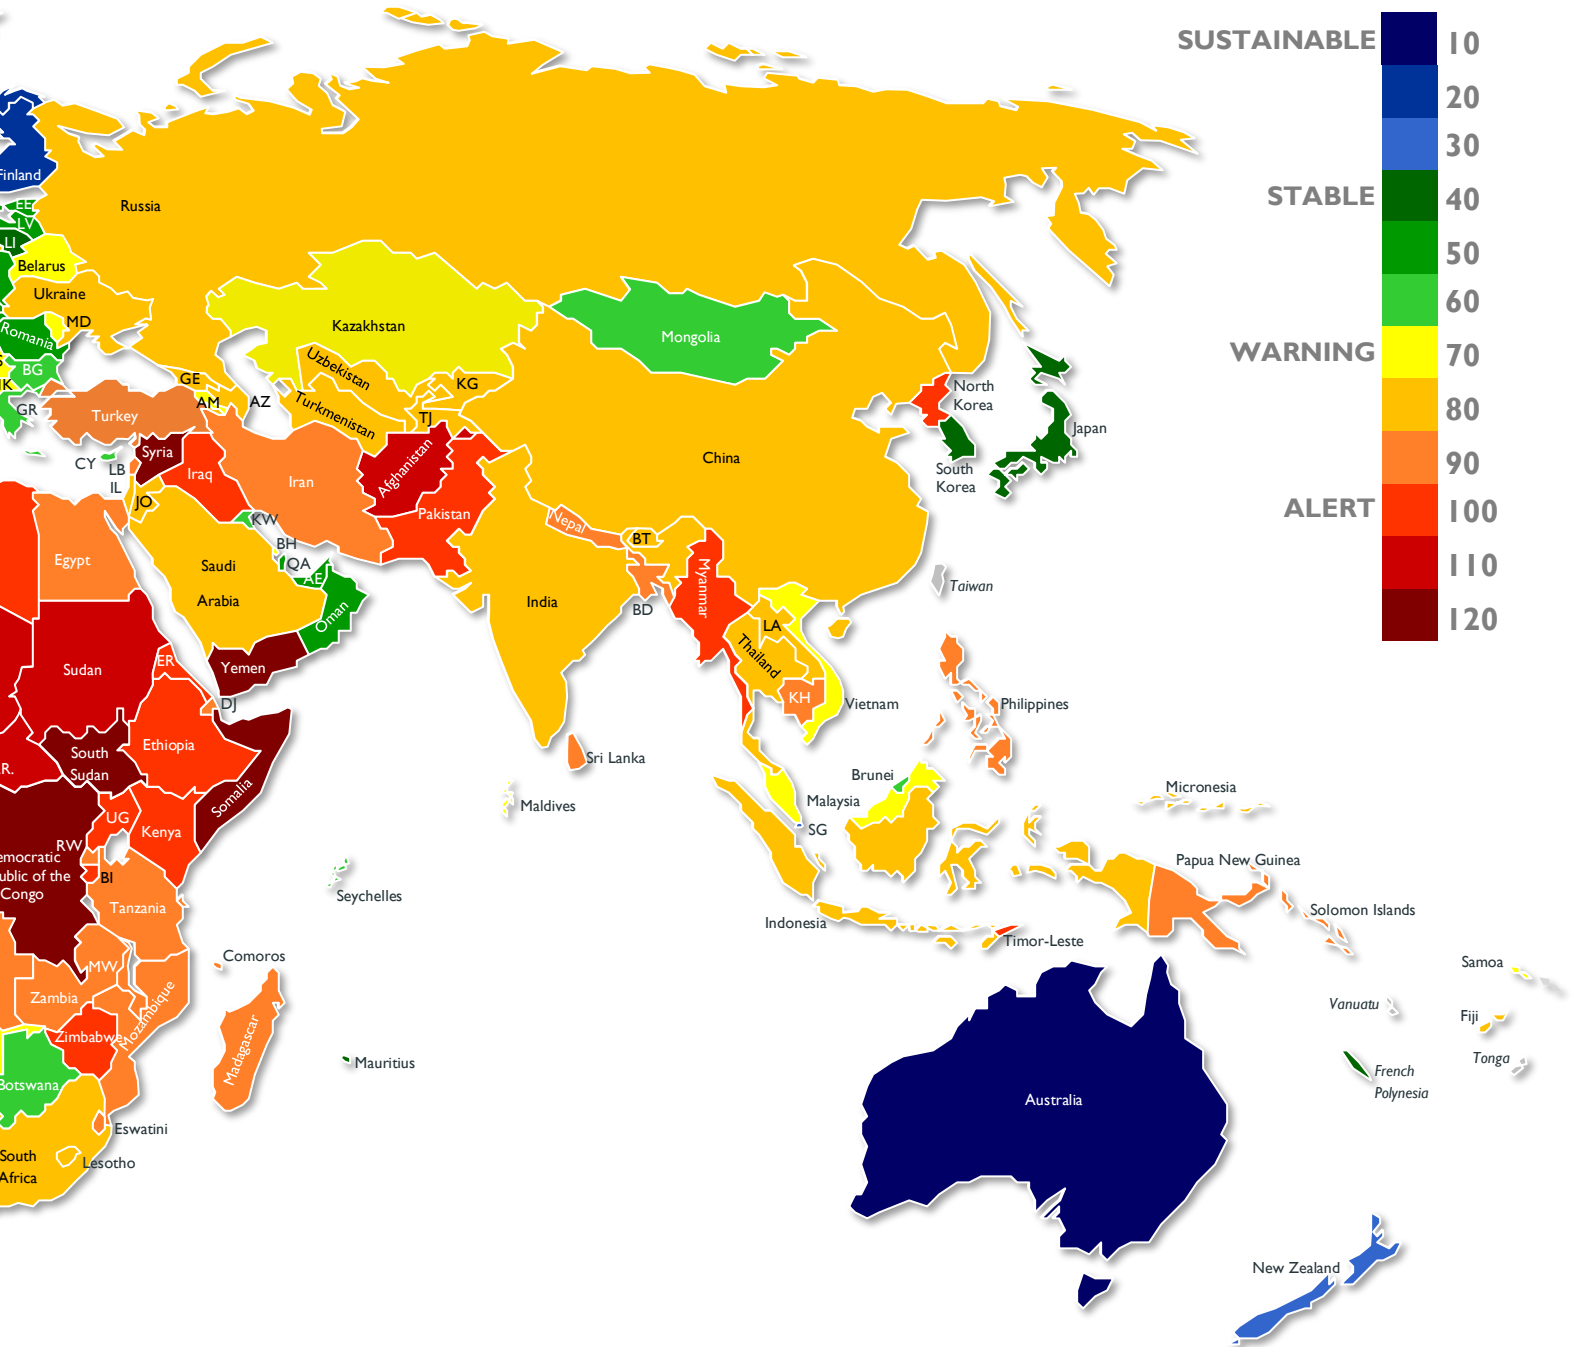 SUSTAINABLE
10
20
30
STABLE
40
50
60
WARNING
70
80
90
ALERT
100
110
120
Finland
Russia
EE
LV
LI
Belarus
Ukraine
MD
Romania
BG
GR
Kazakhstan
Mongolia
Uzbekistan
KG
GE
AM
AZ
Turkmenistan
TJ
Turkey
North
Korea
Japan
South
Korea
China
CY
Syria
LB
IL
Iraq
Iran
Afghanistan
JO
KW
Pakistan
Nepal
BT
BH
QA
AE
Egypt
Saudi
Arabia
Oman
India
BD
Myanmar
Taiwan
LA
Thailand
Sudan
ER
Yemen
DJ
KH
Vietnam
Philippines
South
Sudan
Ethiopia
R.
Somalia
Sri Lanka
Maldives
Brunei
Malaysia
SG
Micronesia
UG
Kenya
RW
BI
emocratic
ublic of the
Congo
Seychelles
Tanzania
Papua New Guinea
Indonesia
Timor-Leste
Solomon Islands
Comoros
MW
Zambia
Mozambique
Zimbabwe
Madagascar
Samoa
Vanuatu
Fiji
Tonga
French
Polynesia
Mauritius
Botswana
Australia
Eswatini
Lesotho
South
Africa
New Zealand